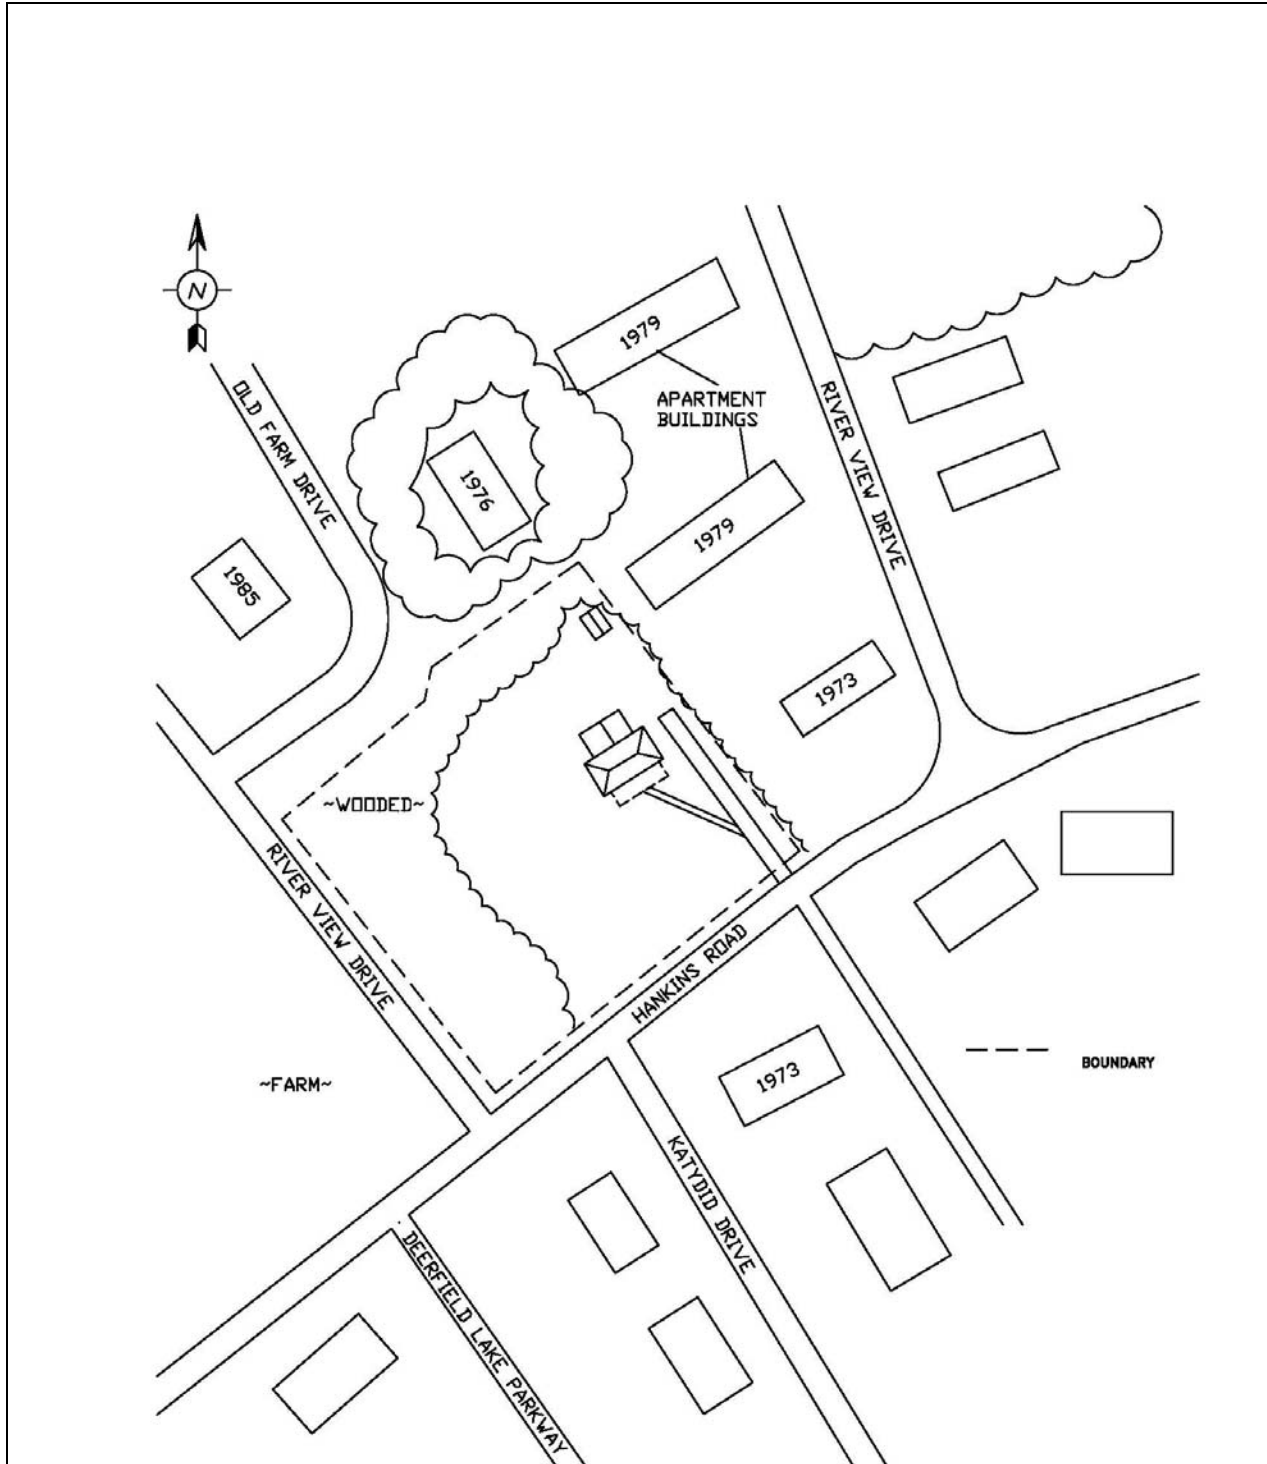 N
1979
APARTMENT
BUILDINGS
OLD FARM DRIVE
RIVER VIEW DRIVE
1976
1979
1985
1973
~WOODED~
RIVER VIEW DRIVE
HANKINS ROAD
BOUNDARY
1973
~FARM~
KATYDID DRIVE
DEERFIELD LAKE PARKWAY